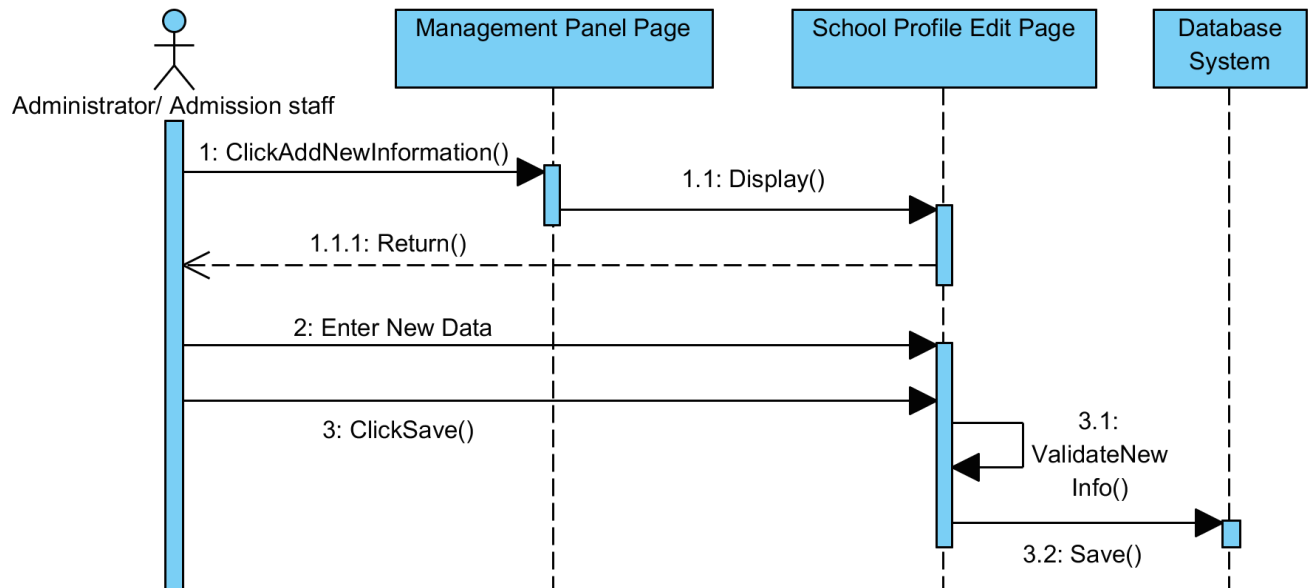 Management Panel Page
School Profile Edit Page
Database
System
Administrator/ Admission staff
1: ClickAddNewInformation()
1.1: Display()
1.1.1: Return()
2: Enter New Data
3: ClickSave()
3.1:
ValidateNew
Info()
3.2: Save()